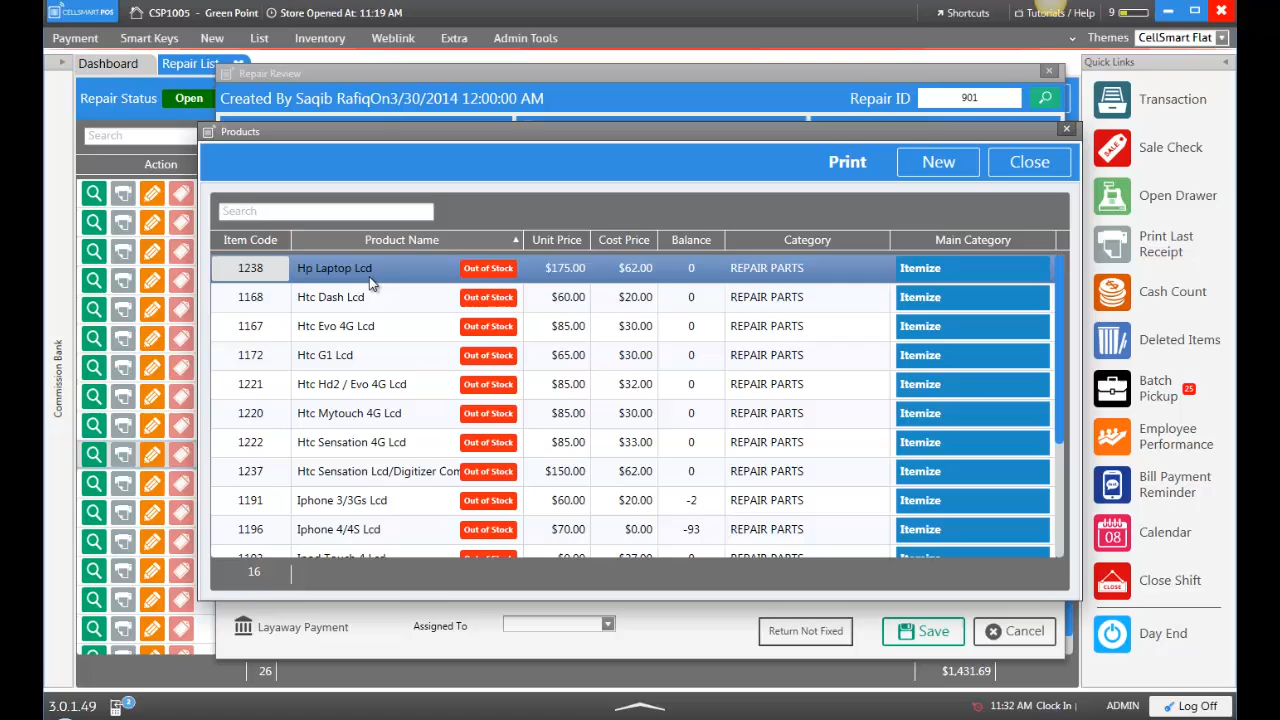 CELLSMART POS CSP1005 - Green Point Store Opened At: 11:19 AM Shortcuts Tutorials / Help 9
Payment Smart Keys New List Inventory Weblink Extra Admin Tools Themes CellSmart Flat
Dashboard Repair List Repair Review Quick Links
Repair Status Open Created By Saqib RafiqOn3/30/2014 12:00:00 AM Repair ID 901
Search
Action
Products
Print New Close
Search
Item Code Product Name Unit Price Cost Price Balance Category Main Category
1238 Hp Laptop Lcd Out of Stock $175.00 $62.00 0 REPAIR PARTS Itemize
1168 Htc Dash Lcd Out of Stock $60.00 $20.00 0 REPAIR PARTS Itemize
1167 Htc Evo 4G Lcd Out of Stock $85.00 $30.00 0 REPAIR PARTS Itemize
1172 Htc G1 Lcd Out of Stock $65.00 $30.00 0 REPAIR PARTS Itemize
1221 Htc Hd2 / Evo 4G Lcd Out of Stock $85.00 $32.00 0 REPAIR PARTS Itemize
1220 Htc Mytouch 4G Lcd Out of Stock $85.00 $30.00 0 REPAIR PARTS Itemize
1222 Htc Sensation 4G Lcd Out of Stock $85.00 $33.00 0 REPAIR PARTS Itemize
1237 Htc Sensation Lcd/Digitizer Com Out of Stock $150.00 $62.00 0 REPAIR PARTS Itemize
1191 Iphone 3/3Gs Lcd Out of Stock $60.00 $20.00 -2 REPAIR PARTS Itemize
1196 Iphone 4/4S Lcd Out of Stock $70.00 $0.00 -93 REPAIR PARTS Itemize
16
Layaway Payment Assigned To Return Not Fixed Save Cancel
26 $1,431.69
Commission Bank
Transaction
Sale Check
SALE
Open Drawer
Print Last
Receipt
Cash Count
Deleted Items
Batch
Pickup 25
Employee
Performance
Bill Payment
Reminder
08 Calendar
CLOSE Close Shift
Day End
3.0.1.49 2 11:32 AM Clock In ADMIN Log Off